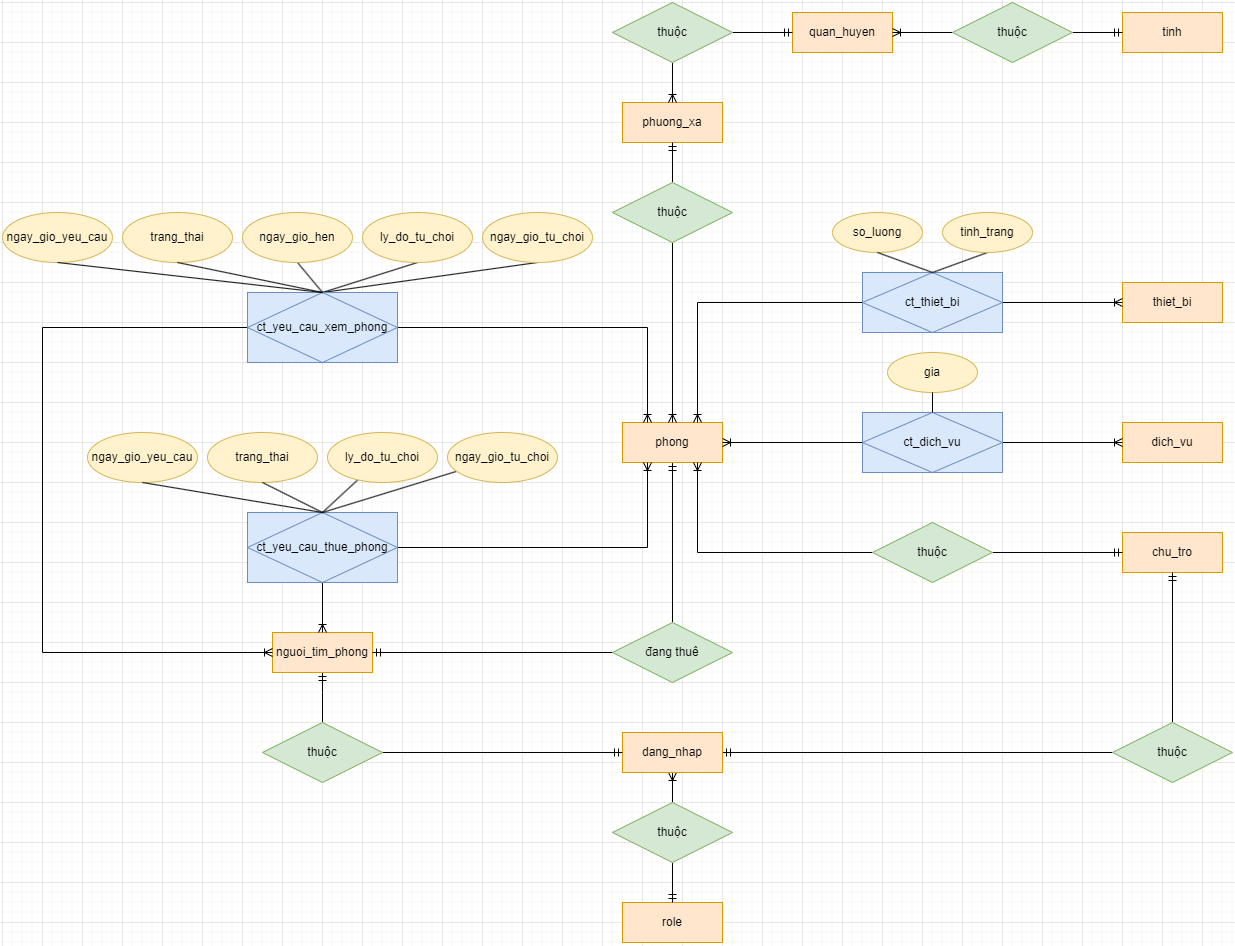 thuộc
quan_huyen
thuộc
tinh
phuong_xa
thuộc
ngay_gio_yeu_cau
trang_thai
ngay_gio_hen
ly_do_tu_choi
ngay_gio_tu_choi
so_luong
tinh_trang
ct_yeu_cau_xem_phong
ct_thiet_bi
thiet_bi
gia
phong
ct_dich_vu
dich_vu
ngay_gio_yeu_cau
trang_thai
ly_do_tu_choi
ngay_gio_tu_choi
ct_yeu_cau_thue_phong
thuộc
chu_tro
nguoi_tim_phong
đang thuê
thuộc
dang_nhap
thuộc
thuộc
role